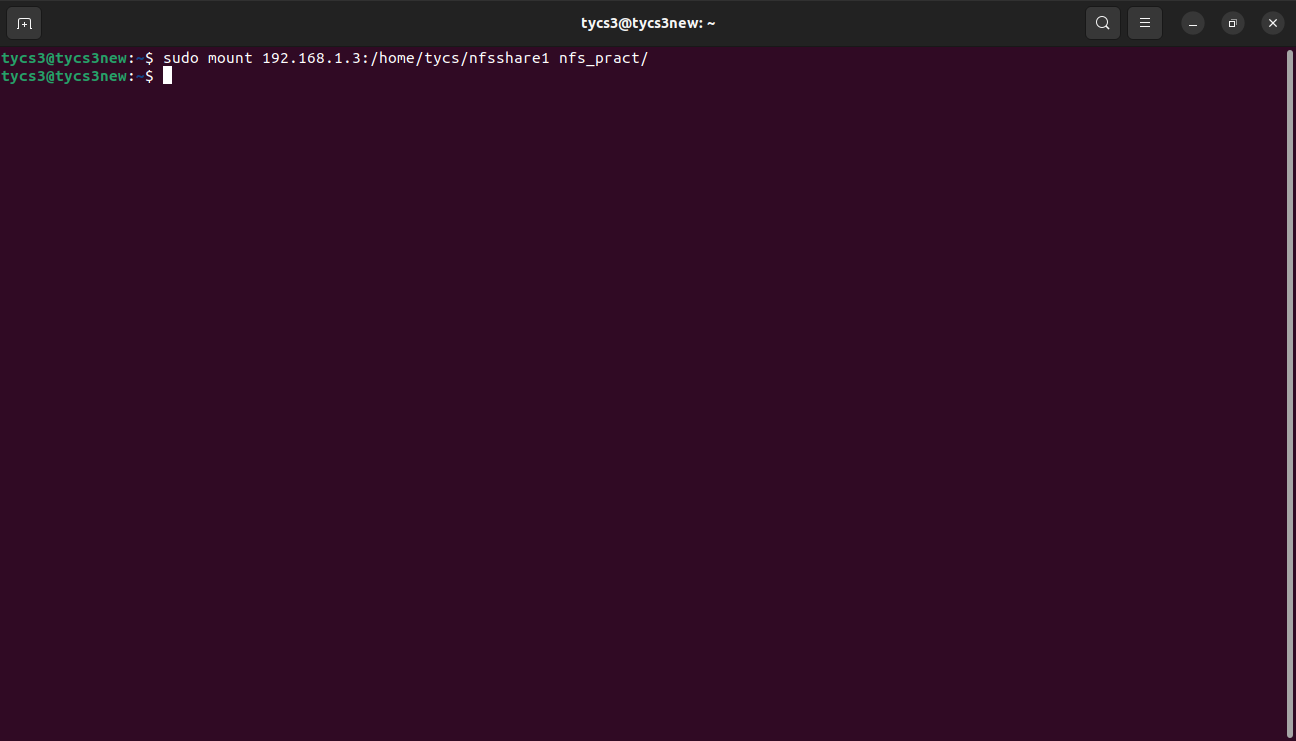 tycs3@tycs3new: ~
tycs3@tycs3new:~$ sudo mount 192.168.1.3:/home/tycs/nfsshare1 nfs_pract/
tycs3@tycs3new:~$